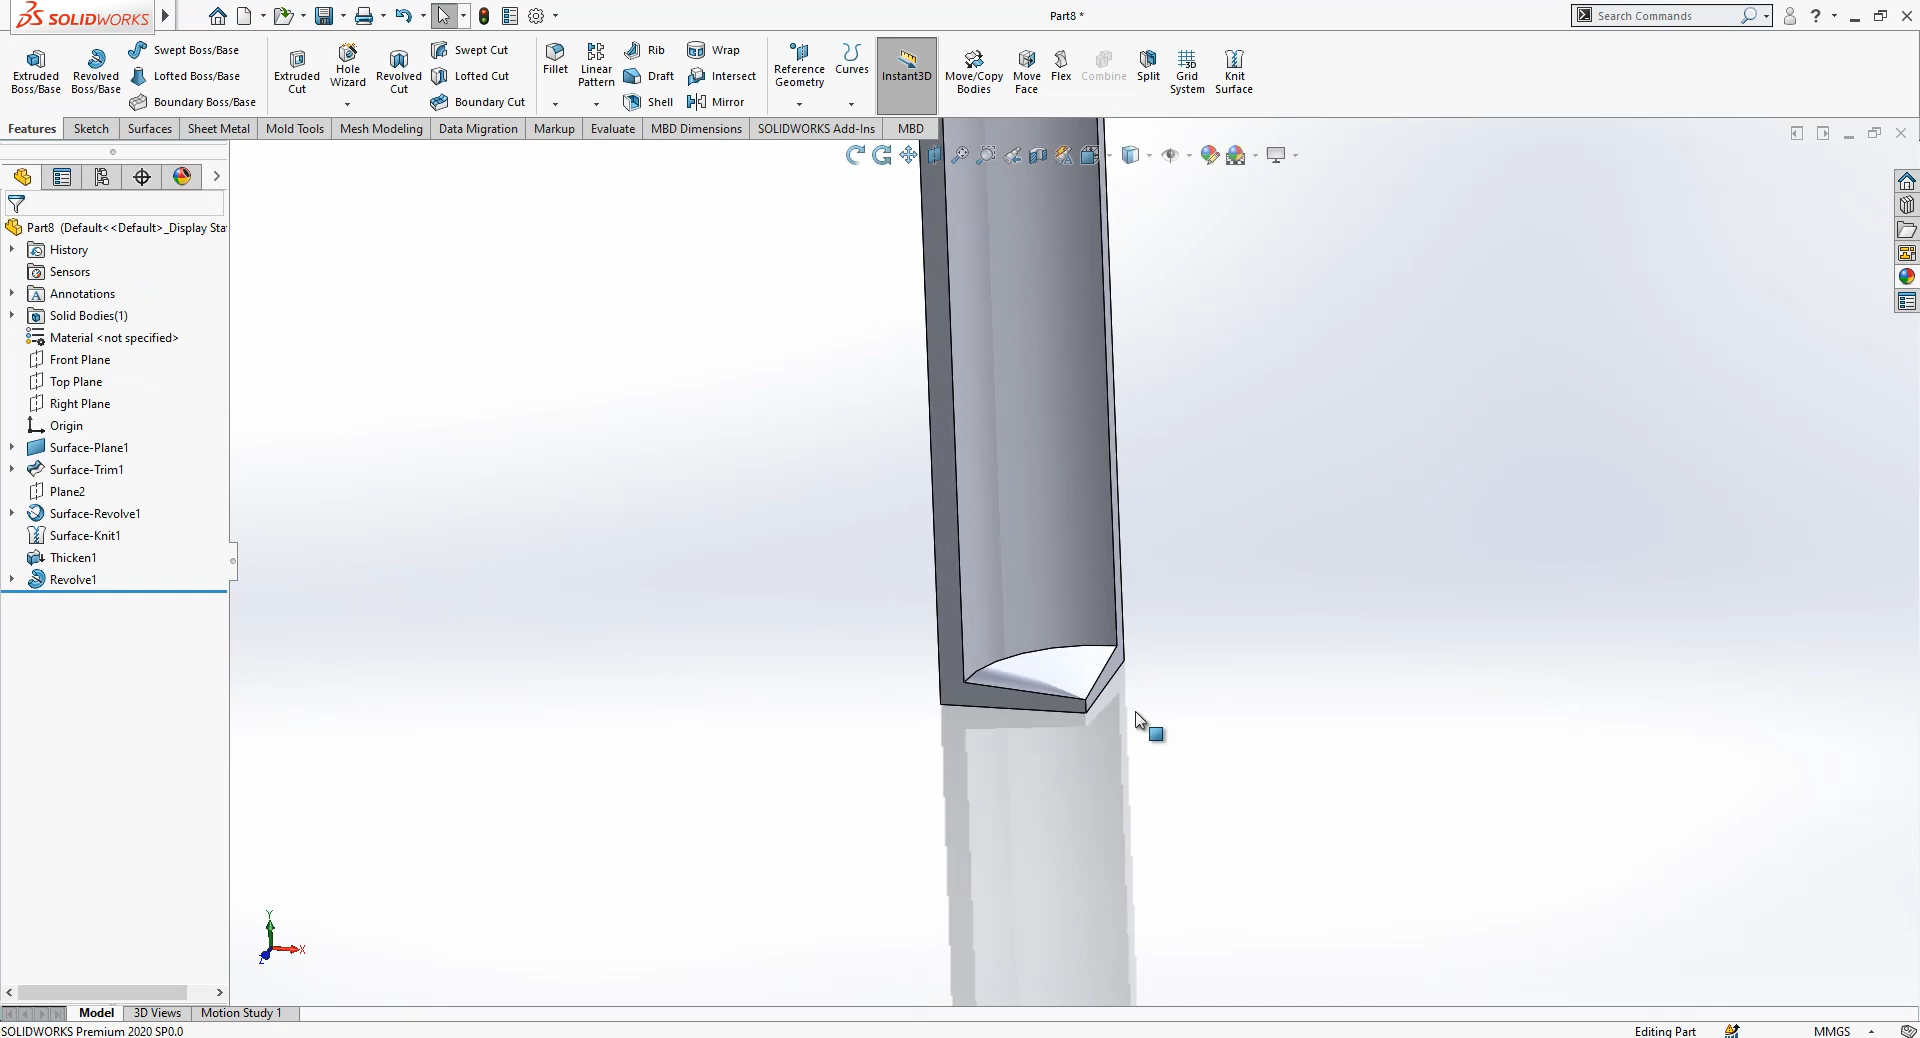 SOLIDWORKS
Part8 *
Search Commands
Extruded Boss/Base
Revolved Boss/Base
Swept Boss/Base
Lofted Boss/Base
Boundary Boss/Base
Extruded Cut
Hole Wizard
Revolved Cut
Swept Cut
Lofted Cut
Boundary Cut
Fillet
Linear Pattern
Rib
Draft
Shell
Wrap
Intersect
Mirror
Reference Geometry
Curves
Instant3D
Move/Copy Bodies
Move Face
Flex
Combine
Split
Grid System
Knit Surface
Features
Sketch
Surfaces
Sheet Metal
Mold Tools
Mesh Modeling
Data Migration
Markup
Evaluate
MBD Dimensions
SOLIDWORKS Add-Ins
MBD
Part8 (Default<<Default>_Display Sta
History
Sensors
Annotations
Solid Bodies(1)
Material <not specified>
Front Plane
Top Plane
Right Plane
Origin
Surface-Plane1
Surface-Trim1
Plane2
Surface-Revolve1
Surface-Knit1
Thicken1
Revolve1
Y
X
Z
Model
3D Views
Motion Study 1
SOLIDWORKS Premium 2020 SP0.0
Editing Part
MMGS